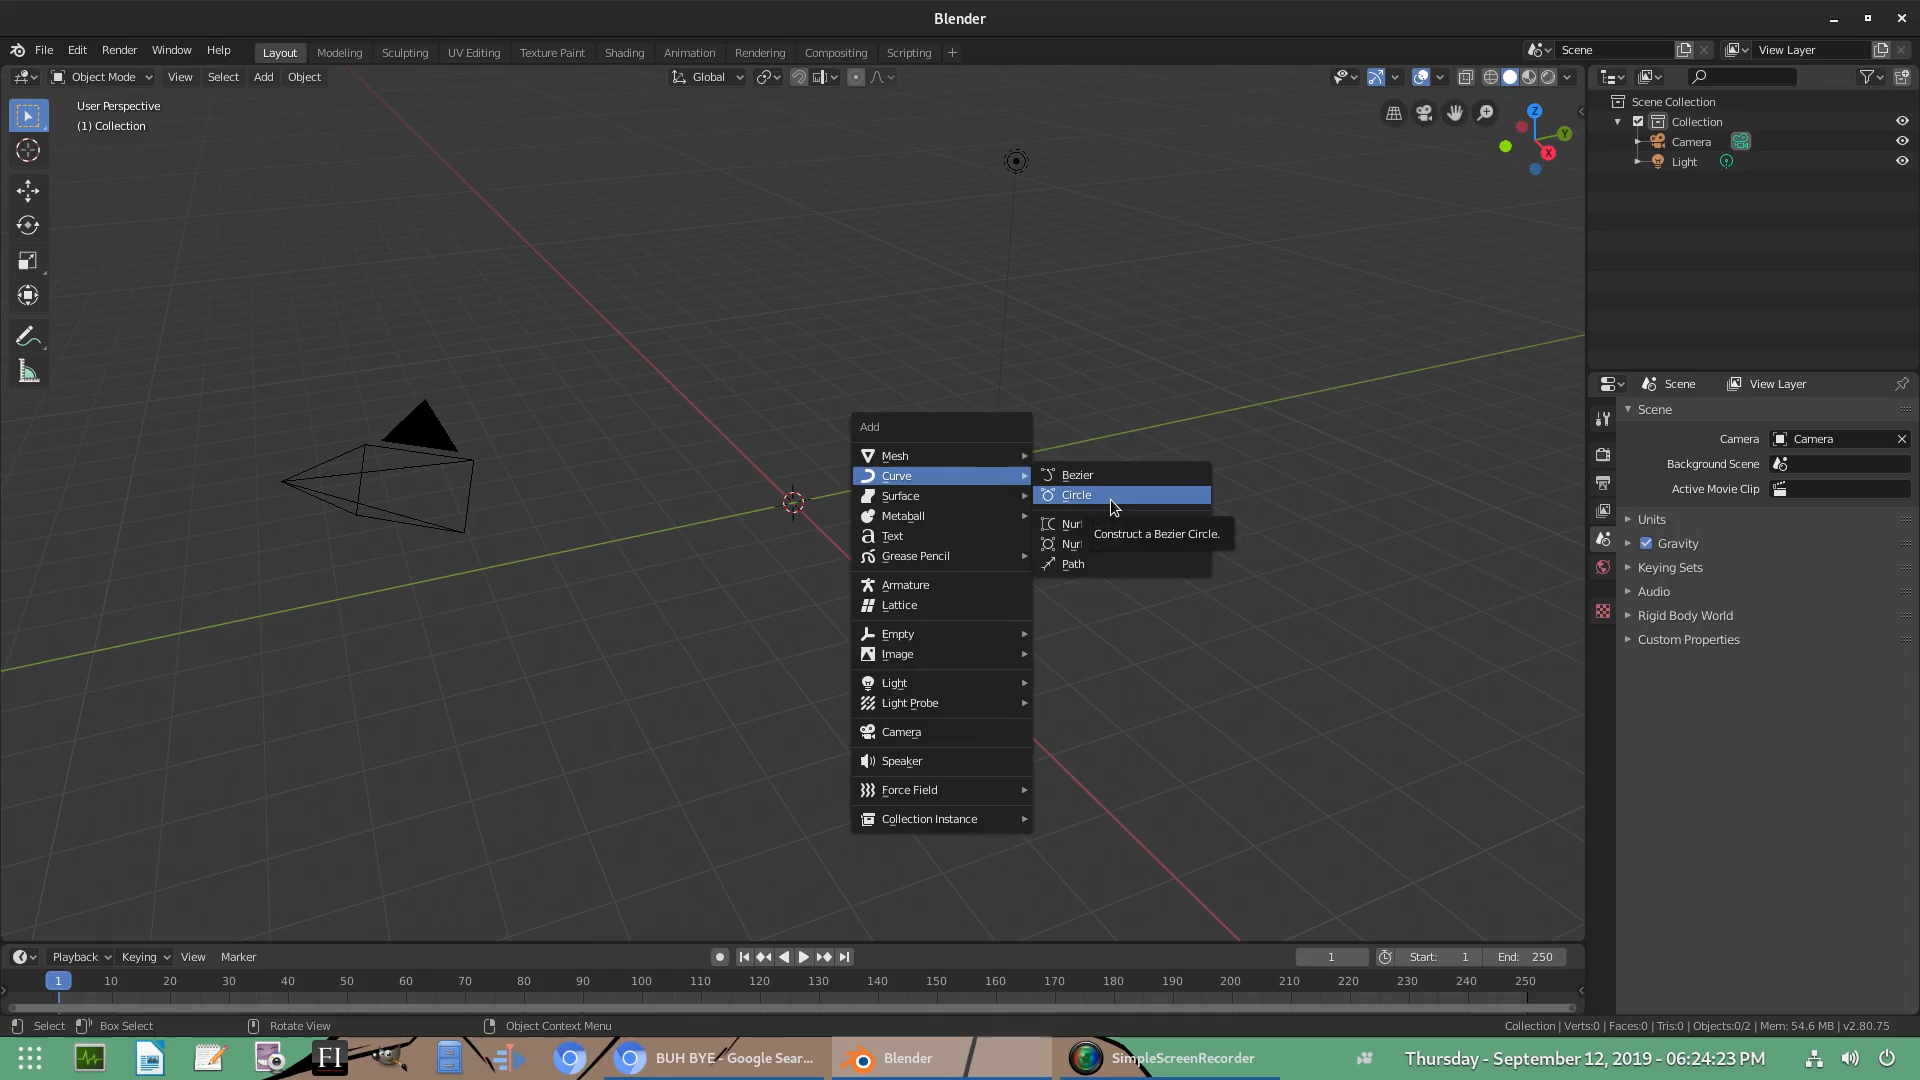 Blender
File Edit Render Window Help Layout Modeling Sculpting UV Editing Texture Paint Shading Animation Rendering Compositing Scripting + Scene View Layer
Object Mode View Select Add Object Global
User Perspective
(1) Collection
Z
Y
X
Scene Collection
Collection
Camera
Light
Scene View Layer
Scene
Camera Camera
Background Scene
Active Movie Clip
Units
Gravity
Keying Sets
Audio
Rigid Body World
Custom Properties
Add
Mesh
Curve
Surface
Metaball
Text
Grease Pencil
Armature
Lattice
Empty
Image
Light
Light Probe
Camera
Speaker
Force Field
Collection Instance
Bezier
Circle
Nur
Nur
Path
Construct a Bezier Circle.
Playback Keying View Marker 1 Start: 1 End: 250
1 10 20 30 40 50 60 70 80 90 100 110 120 130 140 150 160 170 180 190 200 210 220 230 240 250
Select Box Select Rotate View Object Context Menu Collection | Verts:0 | Faces:0 | Tris:0 | Objects:0/2 | Mem: 54.6 MB | v2.80.75
FI BUH BYE - Google Sear... Blender SimpleScreenRecorder Thursday - September 12, 2019 - 06:24:23 PM